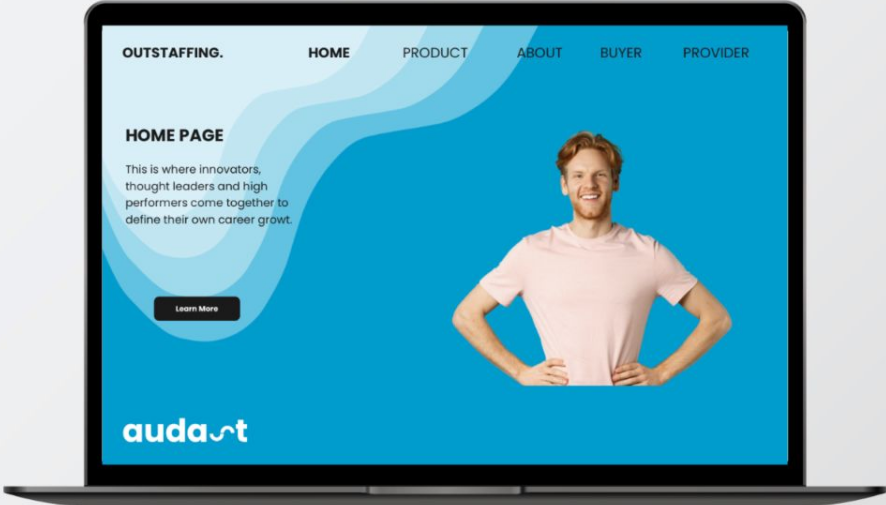 OUTSTAFFING.
HOME PRODUCT ABOUT BUYER PROVIDER
HOME PAGE
This is where innovators,
thought leaders and high
performers come together to
define their own career growt.
Learn More
audast